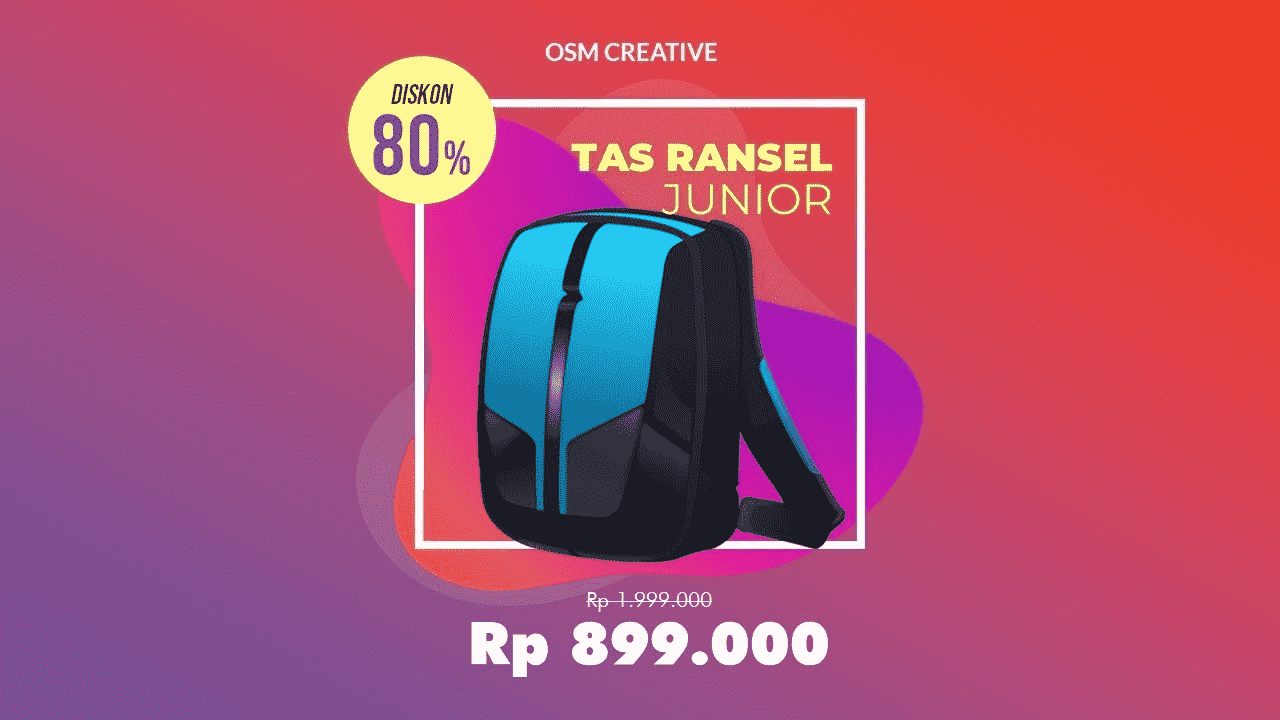 OSM CREATIVE
DISKON
80%
TAS RANSEL
JUNIOR
Rp 1.999.000
Rp 899.000